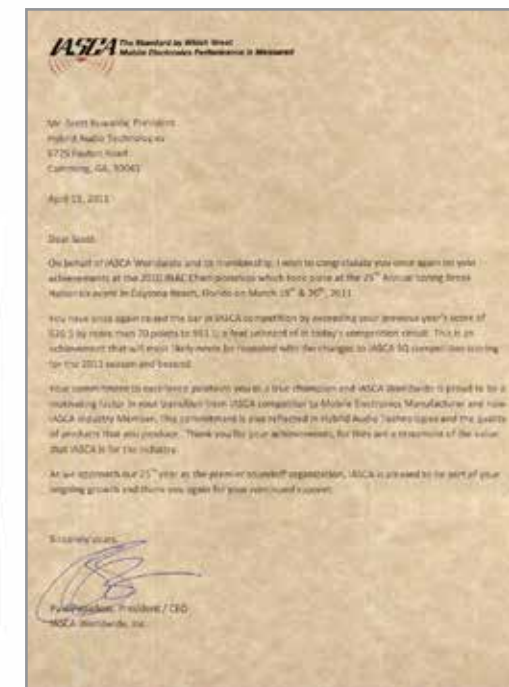 IASCA The Standard by Which Great
Mobile Electronics Performance is Measured
Mr. Scott President
Hybrid Audio Technologies
Road
Cumming, GA, 30041
April 2011
Dear Scott:
On behalf of IASCA Worldwide and its membership, I wish to congratulate you once again on your
achievements at the 2010 Championships which took place at the 25th Annual Spring Break
Nationals event in Daytona Beach, Florida on March & 20th, 2011.
You have once again raised the bar in IASCA competition by exceeding your previous year's score of
by more than 70 points to a feat unheard of in today's competition circuit. This is an
achievement that will most likely never be repeated with the changes to IASCA SQ competition scoring
for the season and beyond.
Your commitment to excellence positions you as a true champion and IASCA Worldwide is proud to be a
motivating factor in your transition from IASCA competitor to Mobile Electronics Manufacturer and now
IASCA Industry Member. This commitment is also reflected in Hybrid Audio Technologies and the quality
of products that you produce. Thank you for your achievements, for they are a testament of the value
that IASCA is for the industry.
As we approach our 25th year as the premier organization, IASCA is pleased to be part of your
ongoing growth and thank you again for your continued support.
Sincerely yours,
President / CEO
IASCA Worldwide, Inc.